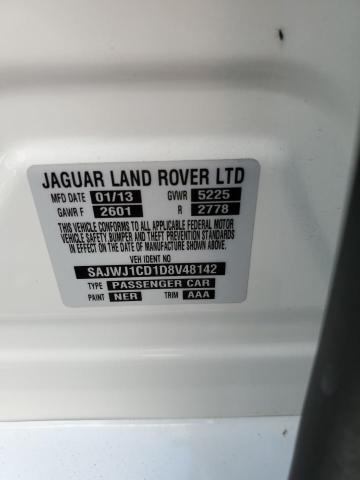 JAGUAR LAND ROVER LTD
MFD DATE 01/13 GVWR 5225
GAWR F 2601 R 2778
THIS VEHICLE CONFORMS TO ALL APPLICABLE FEDERAL MOTOR
VEHICLE SAFETY, BUMPER AND THEFT PREVENTION STANDARDS
IN EFFECT ON THE DATE OF MANUFACTURE SHOWN ABOVE.
VEH IDENT NO
SAJWJ1CD1D8V48142
TYPE PASSENGER CAR
PAINT NER TRIM AAA